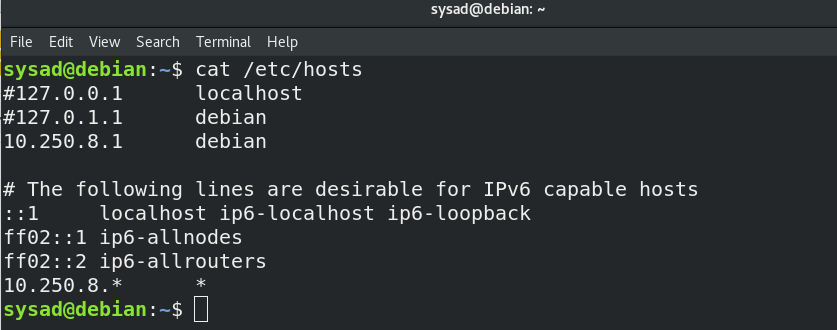 sysad@debian: ~
File Edit View Search Terminal Help
sysad@debian:~$ cat /etc/hosts
#127.0.0.1      localhost
#127.0.1.1      debian
10.250.8.1      debian
# The following lines are desirable for IPv6 capable hosts
::1     localhost ip6-localhost ip6-loopback
ff02::1 ip6-allnodes
ff02::2 ip6-allrouters
10.250.8.*      *
sysad@debian:~$